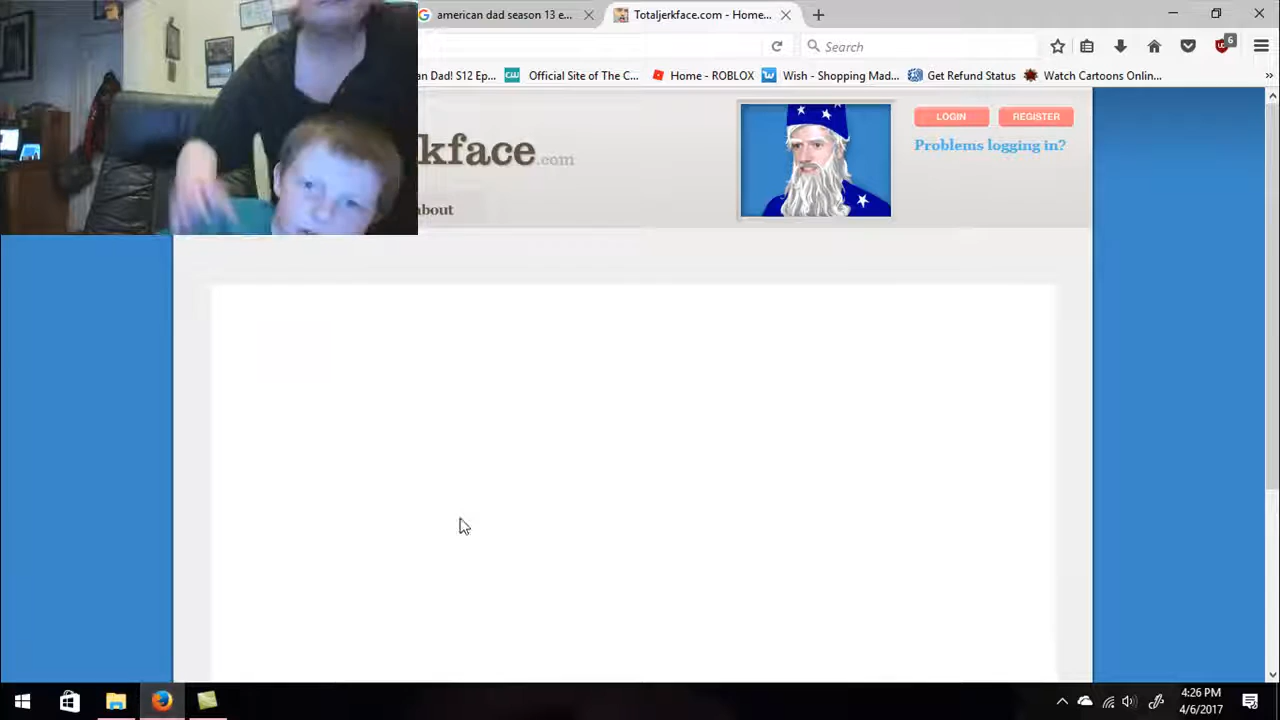 american dad season 13 e...
Totaljerkface.com - Home...
Search
6
an Dad! S12 Ep...
Official Site of The C...
Home - ROBLOX
Wish - Shopping Mad...
Get Refund Status
Watch Cartoons Onlin...
kface.com
LOGIN
REGISTER
Problems logging in?
about
4:26 PM
4/6/2017